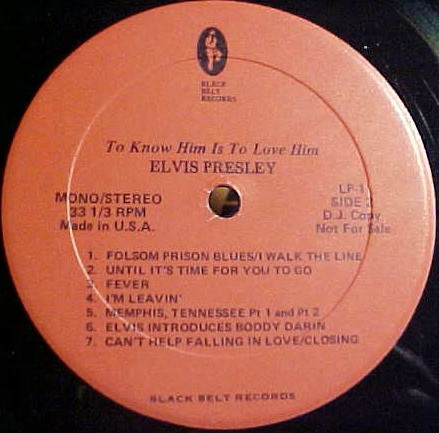 BLACK
BELT
RECORDS
To Know Him Is To Love Him
ELVIS PRESLEY
MONO/STEREO
33 1/3 RPM
Made in U.S.A.
LP-1
SIDE 2
D.J. Copy
Not For Sale
1. FOLSOM PRISON BLUES/I WALK THE LINE
2. UNTIL IT'S TIME FOR YOU TO GO
3. FEVER
4. I'M LEAVIN'
5. MEMPHIS, TENNESSEE Pt 1 and Pt 2
6. ELVIS INTRODUCES BODDY DARIN
7. CAN'T HELP FALLING IN LOVE/CLOSING
BLACK BELT RECORDS